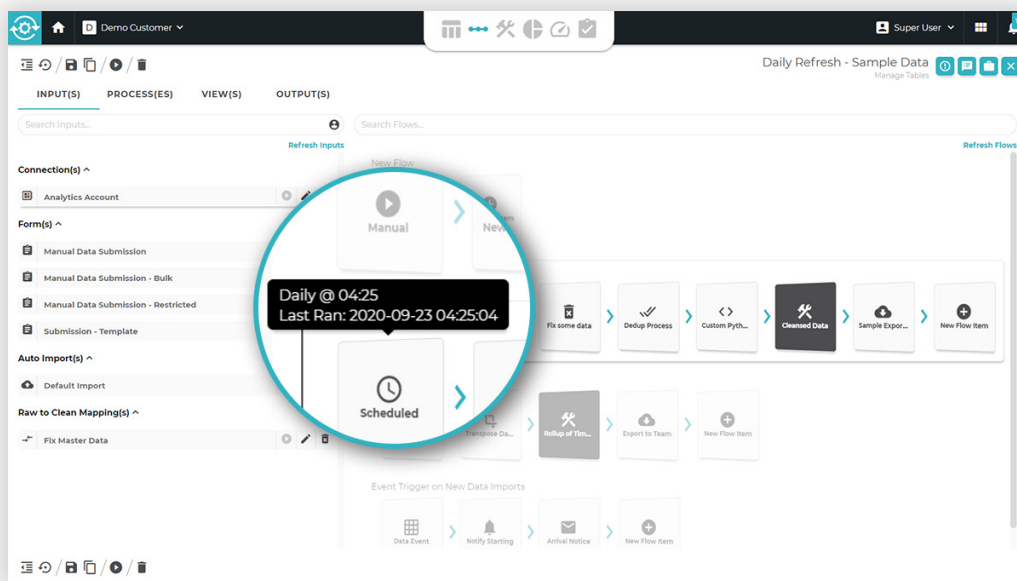 D Demo Customer
Super User
Daily Refresh - Sample Data
Manage Tables
INPUT(S) PROCESS(ES) VIEW(S) OUTPUT(S)
Search Inputs...
Search Flows...
Refresh Inputs
Refresh Flows
New Flow
Connection(s)
Analytics Account
Manual
New
Form(s)
Manual Data Submission
Manual Data Submission - Bulk
Manual Data Submission - Restricted
Submission - Template
Daily @ 04:25
Last Ran: 2020-09-23 04:25:04
Fix some data
Dedup Process
Custom Pyth...
Cleansed Data
Sample Expor...
New Flow Item
Auto Import(s)
Default Import
Scheduled
Raw to Clean Mapping(s)
Fix Master Data
Transpose Da...
Rollup of Tim...
Export to Team
New Flow Item
Event Trigger on New Data Imports
Data Event
Notify Starting
Arrival Notice
New Flow Item